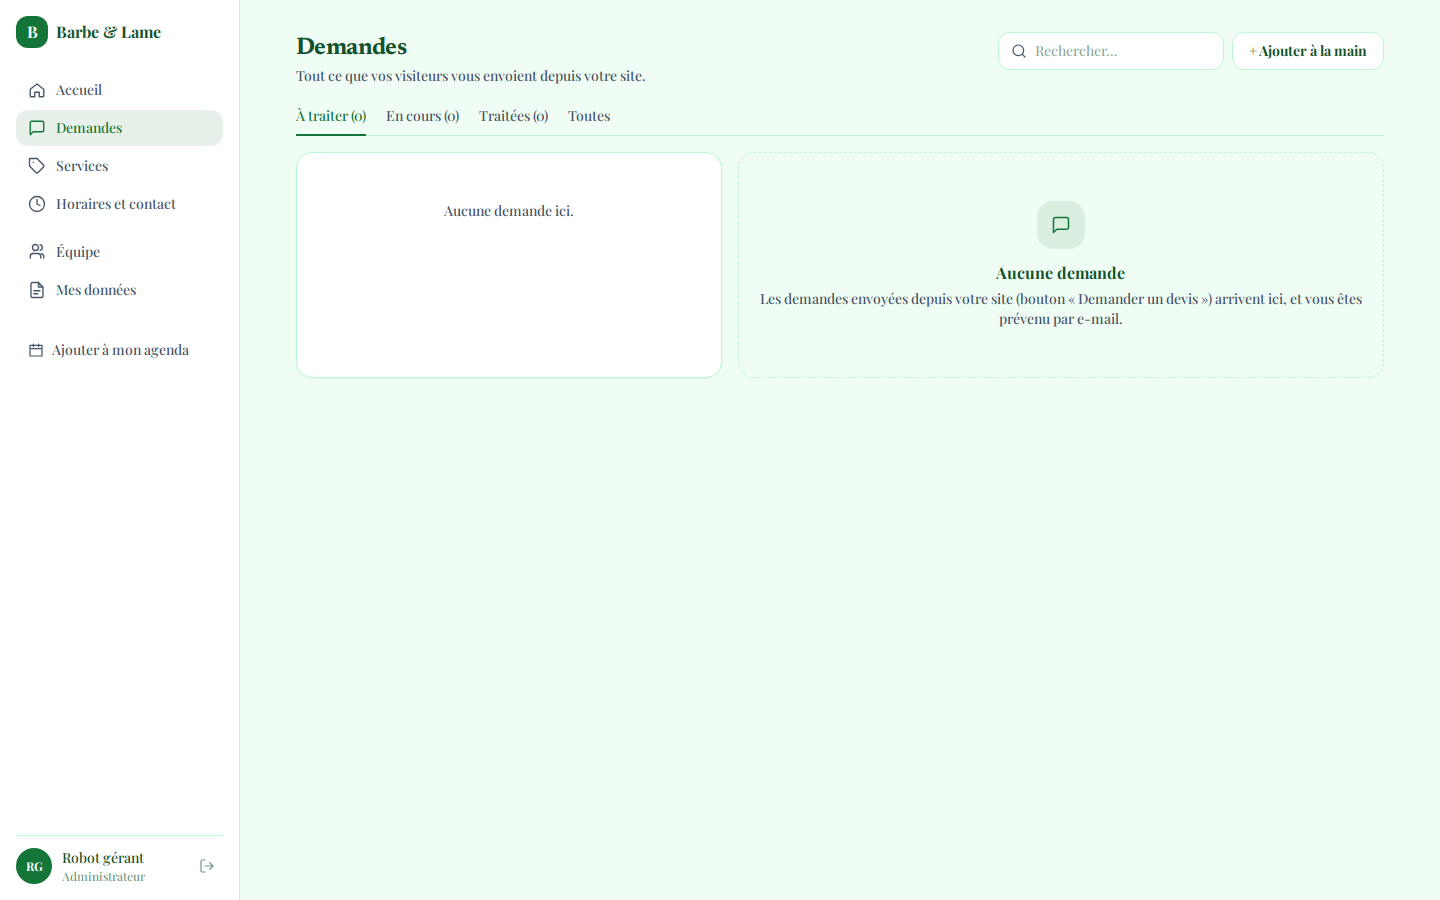 B Barbe & Lame
Accueil
Demandes
Services
Horaires et contact
Équipe
Mes données
Ajouter à mon agenda
RG
Robot gérant
Administrateur
Demandes
Tout ce que vos visiteurs vous envoient depuis votre site.
Rechercher...
+ Ajouter à la main
À traiter (0) En cours (0) Traitées (0) Toutes
Aucune demande ici.
Aucune demande
Les demandes envoyées depuis votre site (bouton « Demander un devis ») arrivent ici, et vous êtes
prévenu par e-mail.